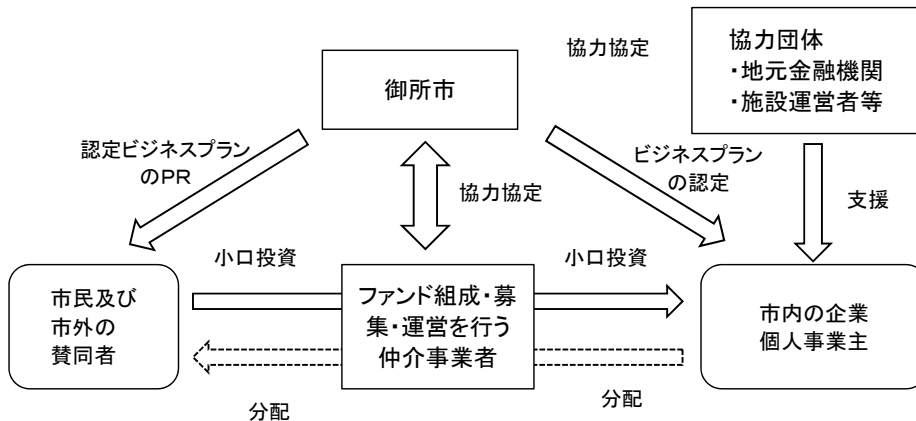 協力協定
協力団体
・地元金融機関
・施設運営者等
御所市
認定ビジネスプラン
のPR
ビジネスプラン
の認定
協力協定
支援
小口投資
小口投資
市民及び
市外の
賛同者
ファンド組成・募
集・運営を行う
仲介事業者
市内の企業
個人事業主
分配
分配